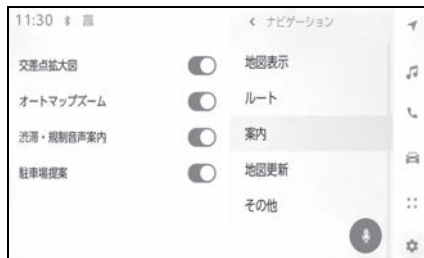 11:30
交差点拡大図
オートマップズーム
渋滞・規制音声案内
駐車場提案
ナビゲーション
地図表示
ルート
案内
地図更新
その他